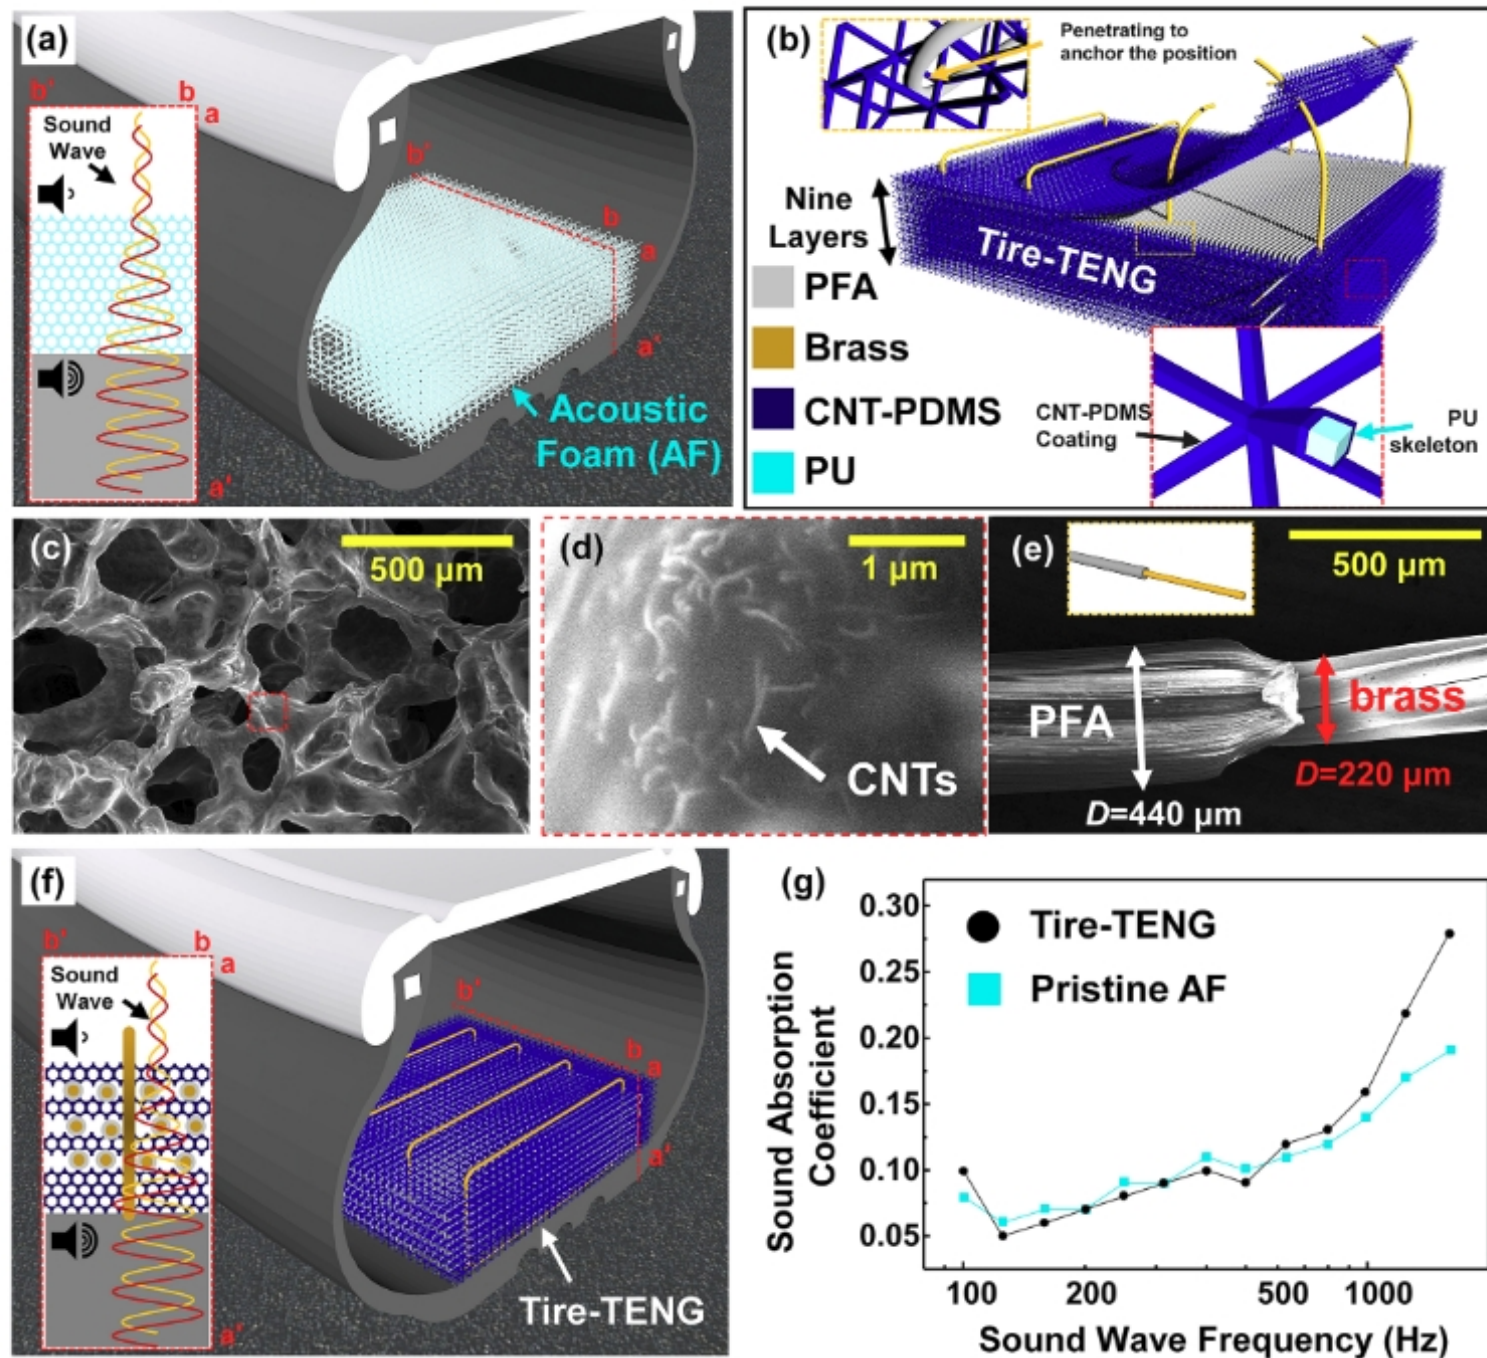 (a)
b'
b
a
Sound
Wave
b'
b
a
a'
a'
Acoustic
Foam (AF)
(b)
Penetrating to
anchor the position
Nine
Layers
Tire-TENG
PFA
Brass
CNT-PDMS
PU
CNT-PDMS
Coating
PU
skeleton
(c)
500 μm
(d)
1 μm
CNTs
(e)
500 μm
PFA
brass
D=220 μm
D=440 μm
(f)
b'
b
a
Sound
Wave
b'
b
a
a'
a'
Tire-TENG
(g)
Tire-TENG
Pristine AF
Sound Absorption
Coefficient
0.30
0.25
0.20
0.15
0.10
0.05
100
200
500
1000
Sound Wave Frequency (Hz)